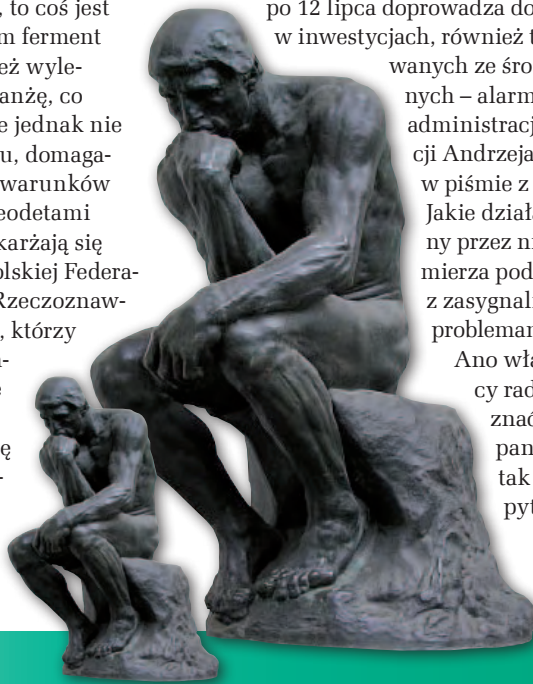 , to coś jest
m ferment
eż wyle-
anżę, co
e jednak nie
u, domaga-
warunków
eodetami
karżają się
olskiej Federa-
Rzeczoznaw-
, którzy
ę
po 12 lipca doprowadza do
w inwestycjach, również t
wanych ze śro
nych – alarm
administracj
cji Andrzeja
w piśmie z
Jakie dział
ny przez ni
mierza pod
z zasygnali
problemam
Ano wła
cy rad
znać
pan
tak
pyt